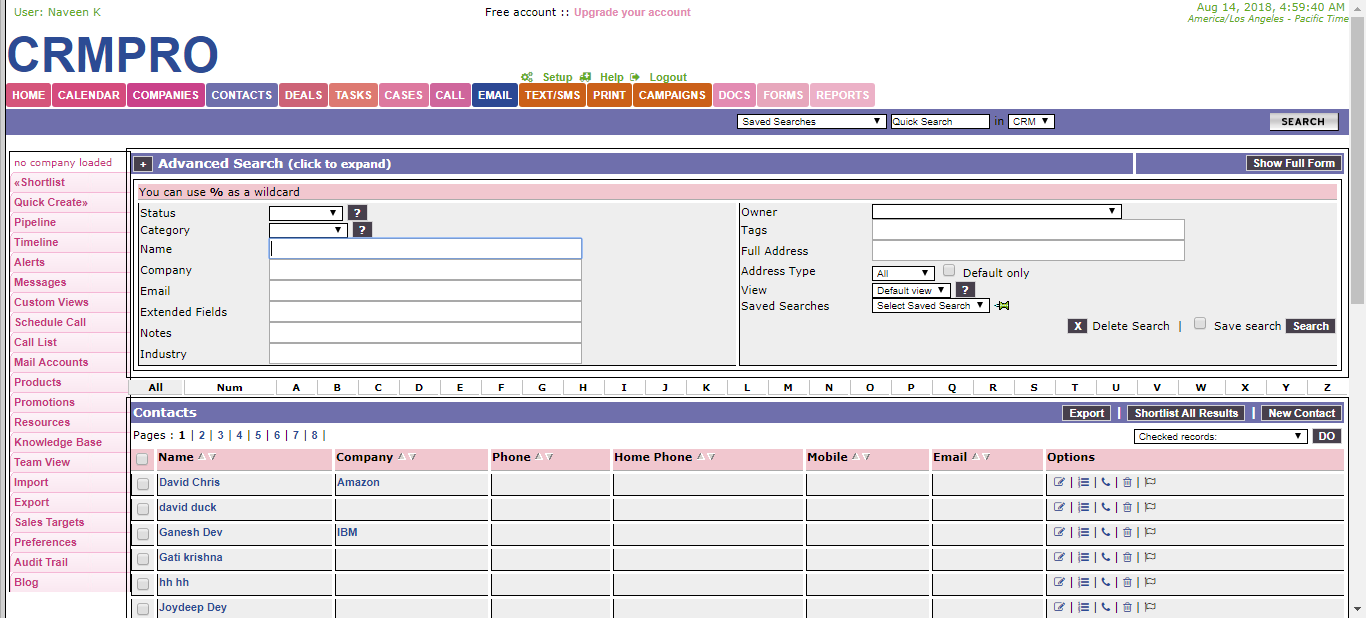 User: Naveen K
Free account :: Upgrade your account
Aug 14, 2018, 4:59:40 AM
America/Los Angeles - Pacific Time
CRMPRO
Setup Help Logout
HOME CALENDAR COMPANIES CONTACTS DEALS TASKS CASES CALL EMAIL TEXT/SMS PRINT CAMPAIGNS DOCS FORMS REPORTS
Saved Searches Quick Search in CRM SEARCH
no company loaded
«Shortlist
Quick Create»
Pipeline
Timeline
Alerts
Messages
Custom Views
Schedule Call
Call List
Mail Accounts
Products
Promotions
Resources
Knowledge Base
Team View
Import
Export
Sales Targets
Preferences
Audit Trail
Blog
+ Advanced Search (click to expand) Show Full Form
You can use % as a wildcard
Status ?
Category ?
Name
Company
Email
Extended Fields
Notes
Industry
Owner
Tags
Full Address
Address Type All Default only
View Default view ?
Saved Searches Select Saved Search
X Delete Search | Save search Search
All Num A B C D E F G H I J K L M N O P Q R S T U V W X Y Z
Contacts Export | Shortlist All Results | New Contact
Pages : 1 | 2 | 3 | 4 | 5 | 6 | 7 | 8 |
Checked records: DO
Name Company Phone Home Phone Mobile Email Options
David Chris Amazon | | | |
david duck | | | |
Ganesh Dev IBM | | | |
Gati krishna | | | |
hh hh | | | |
Joydeep Dey | | | |